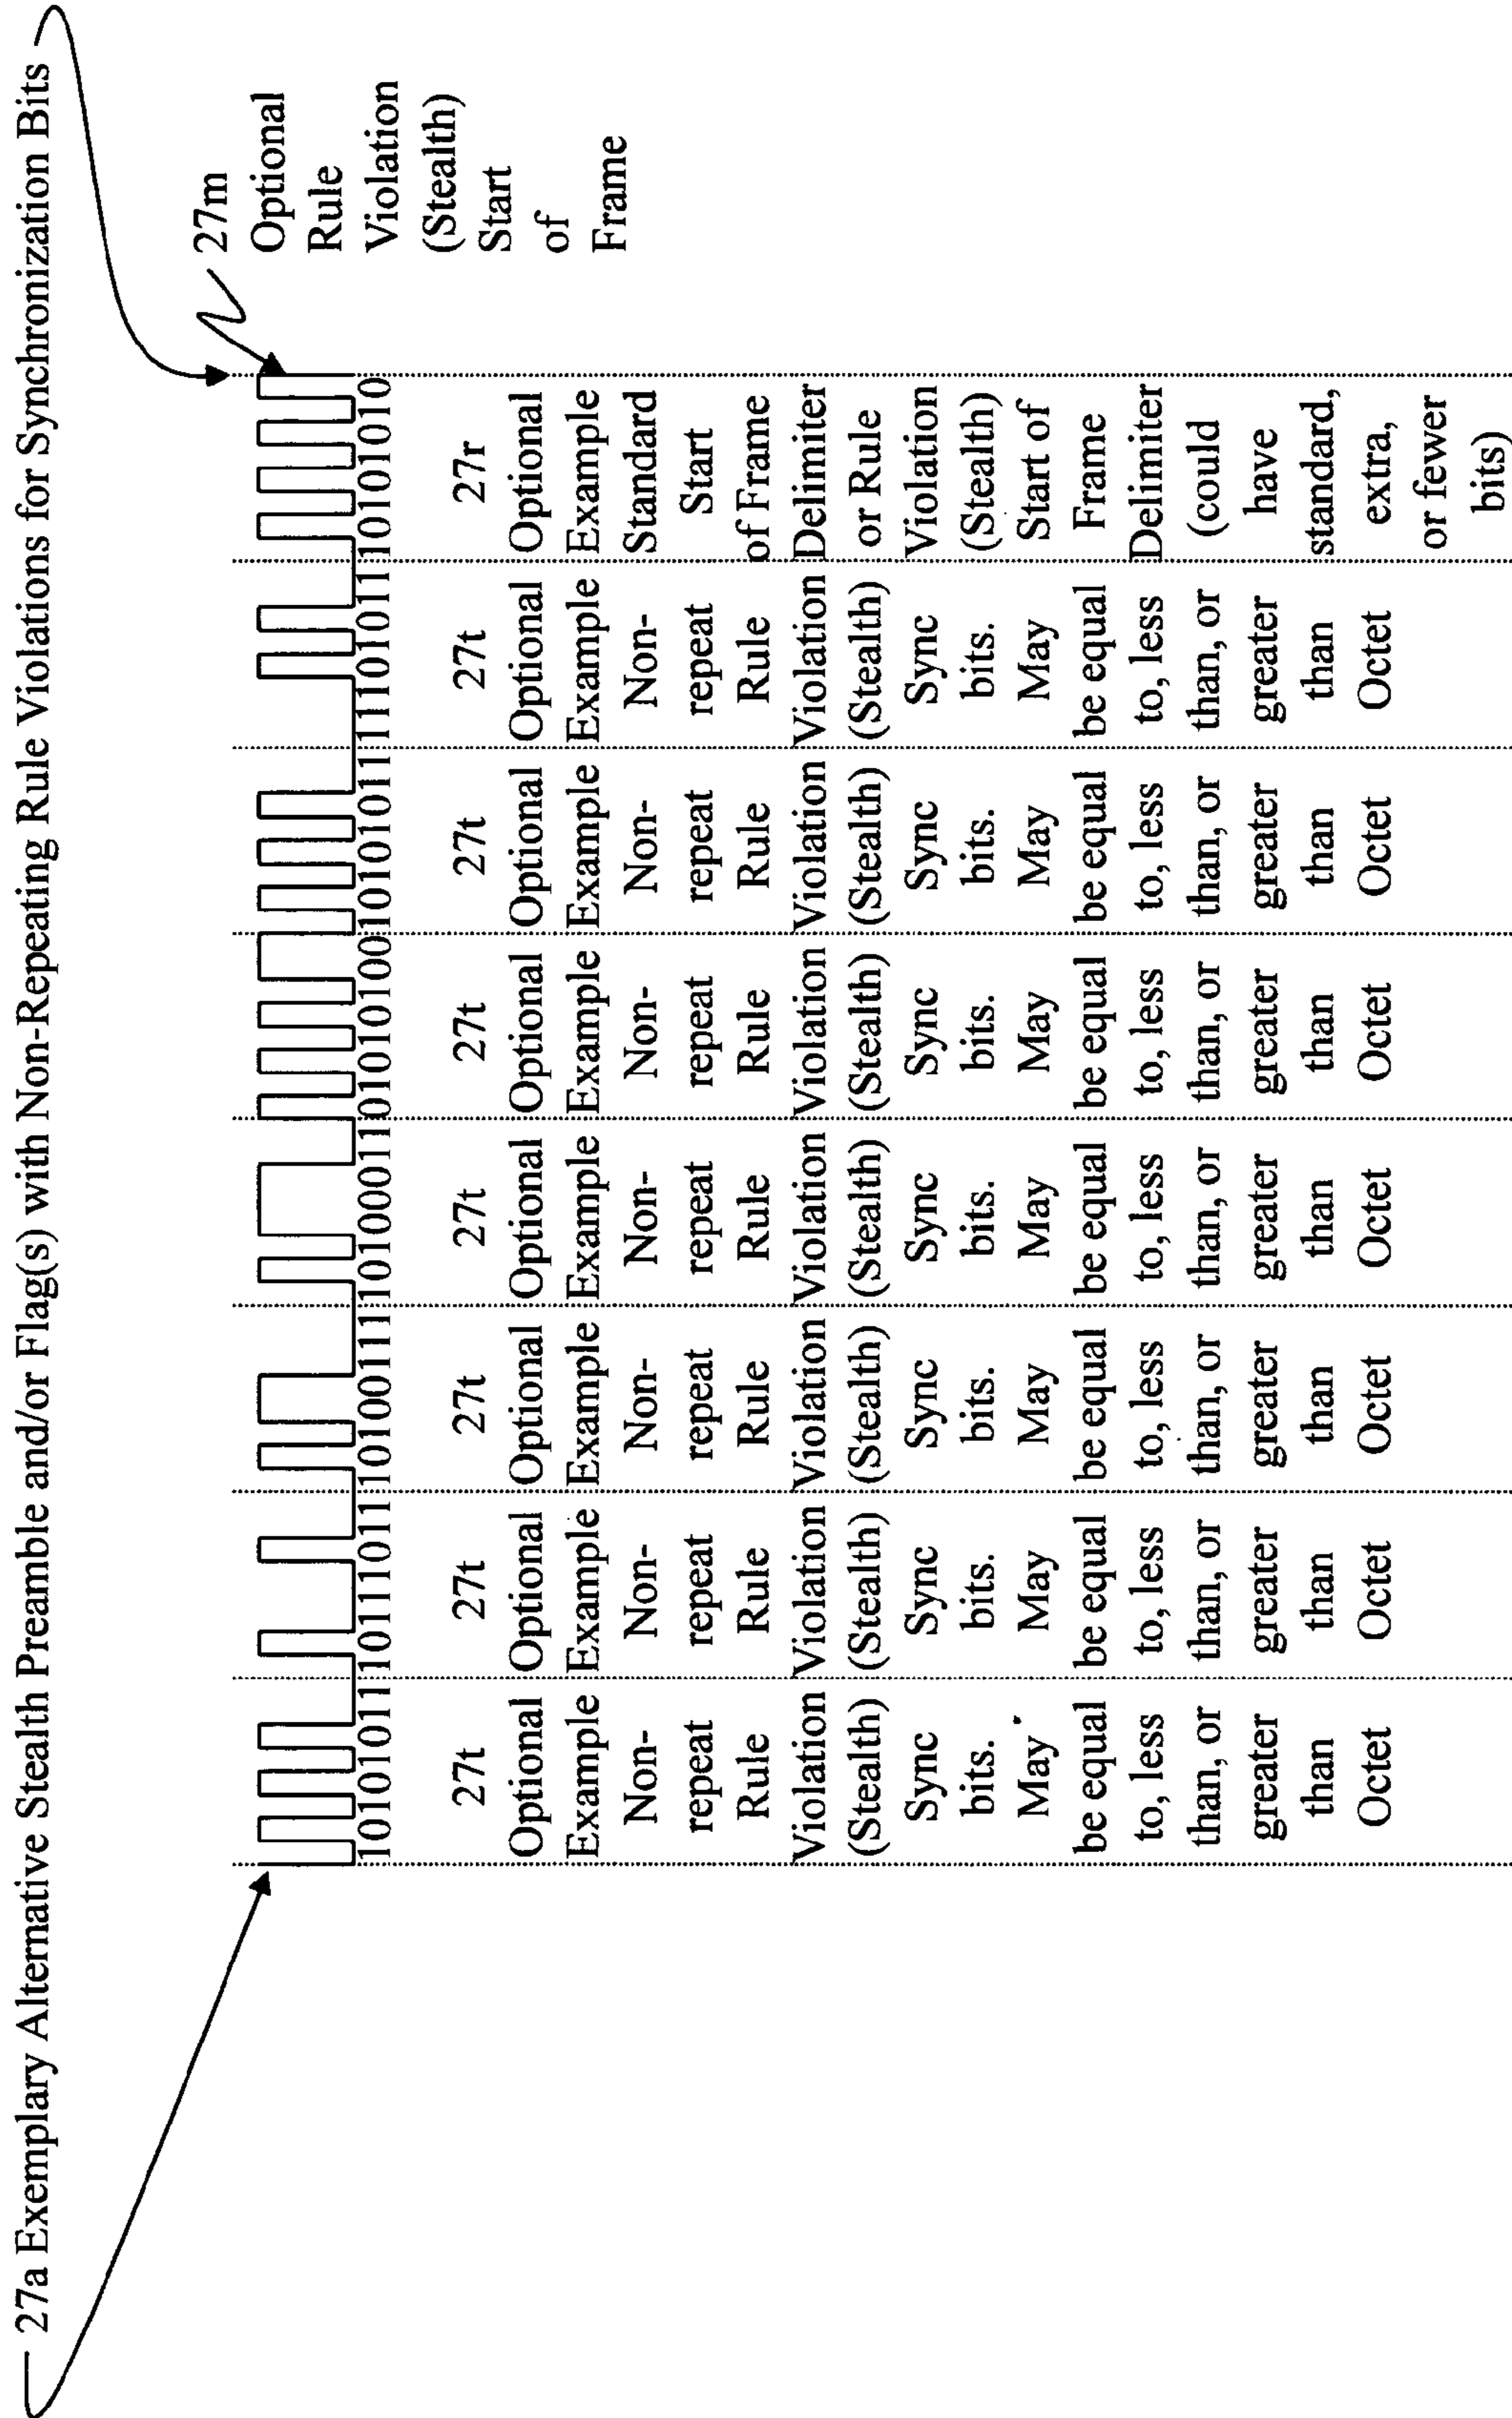 27a Exemplary Alternative Stealth Preamble and/or Flag(s) with Non-Repeating Rule Violations for Synchronization Bits
27m
Optional
Rule
Violation
(Stealth)
Start
of
Frame
10101011 10111011 10100111 10100011 01010100 10101011 11101011 10101010
27t
Optional
Example
Non-
repeat
Rule
Violation
(Stealth)
Sync
bits.
May
be equal
to, less
than, or
greater
than
Octet
27t
Optional
Example
Non-
repeat
Rule
Violation
(Stealth)
Sync
bits.
May
be equal
to, less
than, or
greater
than
Octet
27t
Optional
Example
Non-
repeat
Rule
Violation
(Stealth)
Sync
bits.
May
be equal
to, less
than, or
greater
than
Octet
27t
Optional
Example
Non-
repeat
Rule
Violation
(Stealth)
Sync
bits.
May
be equal
to, less
than, or
greater
than
Octet
27t
Optional
Example
Non-
repeat
Rule
Violation
(Stealth)
Sync
bits.
May
be equal
to, less
than, or
greater
than
Octet
27t
Optional
Example
Non-
repeat
Rule
Violation
(Stealth)
Sync
bits.
May
be equal
to, less
than, or
greater
than
Octet
27t
Optional
Example
Non-
repeat
Rule
Violation
(Stealth)
Sync
bits.
May
be equal
to, less
than, or
greater
than
Octet
27r
Optional
Example
Standard
Start
of Frame
Delimiter
or Rule
Violation
(Stealth)
Start of
Frame
Delimiter
(could
have
standard,
extra,
or fewer
bits)